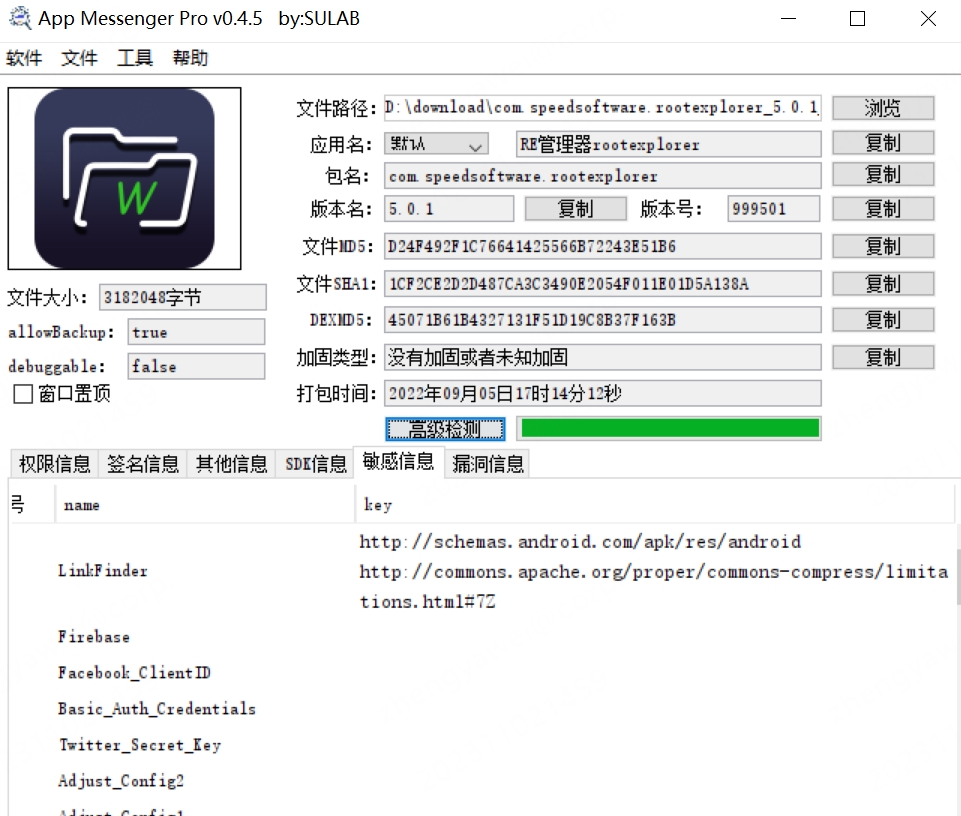 App Messenger Pro v0.4.5 by:SULAB
软件 文件 工具 帮助
W
文件路径: D:\download\com.speedsoftware.rootexplorer_5.0.1 浏览
应用名: 默认 RE管理器rootexplorer 复制
包名: com.speedsoftware.rootexplorer 复制
版本名: 5.0.1 复制 版本号: 999501 复制
文件MD5: D24F492F1C76641425566B72243E51B6 复制
文件大小: 3182048字节
文件SHA1: 1CF2CE2D2D487CA3C3490E2054F011E01D5A138A 复制
allowBackup: true
DEXMD5: 45071B61B4327131F51D19C8B37F163B 复制
debuggable: false
加固类型: 没有加固或者未知加固 复制
窗口置顶
打包时间: 2022年09月05日17时14分12秒
高级检测
权限信息 签名信息 其他信息 SDK信息 敏感信息 漏洞信息
号 name key
LinkFinder
http://schemas.android.com/apk/res/android
http://commons.apache.org/proper/commons-compress/limita
tions.html#7Z
Firebase
Facebook_ClientID
Basic_Auth_Credentials
Twitter_Secret_Key
Adjust_Config2
Adjust_Config1